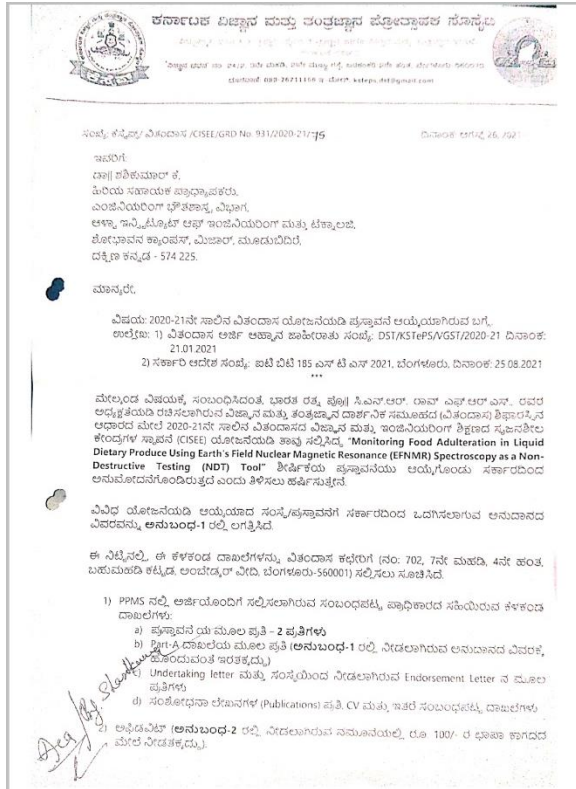 ಕರ್ನಾಟಕ ವಿಜ್ಞಾನ ಮತ್ತು ತಂತ್ರಜ್ಞಾನ ಪ್ರೋತ್ಸಾಹಕ ಸೊಸೈಟಿ
ದೂರವಾಣಿ: 080-26711160 ಇ ಮೇಲ್: ksteps.dst@gmail.com
ಸಂಖ್ಯೆ: ಕಸ್ಟೆಪ್ಸ್/ ವಿತಂದಾಸ /CISEE/GRD No. 931/2020-21/75 ದಿನಾಂಕ: ಆಗಸ್ಟ್ 26, 2021
ಇವರಿಗೆ:
ಡಾ|| ಶಶಿಕುಮಾರ್ ಕೆ,
ಹಿರಿಯ ಸಹಾಯಕ ಪ್ರಾಧ್ಯಾಪಕರು,
ಎಂಜಿನಿಯರಿಂಗ್ ಭೌತಶಾಸ್ತ್ರ ವಿಭಾಗ,
ಆಳ್ವಾ ಇನ್ಸ್ಟಿಟ್ಯೂಟ್ ಆಫ್ ಇಂಜಿನಿಯರಿಂಗ್ ಮತ್ತು ಟೆಕ್ನಾಲಜಿ,
ಶೋಭಾವನ ಕ್ಯಾಂಪಸ್, ಮಿಜಾರ್, ಮೂಡುಬಿದಿರೆ,
ದಕ್ಷಿಣ ಕನ್ನಡ - 574 225.
ಮಾನ್ಯರೇ,
ವಿಷಯ: 2020-21ನೇ ಸಾಲಿನ ವಿತಂದಾಸ ಯೋಜನೆಯಡಿ ಪ್ರಸ್ತಾವನೆ ಆಯ್ಕೆಯಾಗಿರುವ ಬಗ್ಗೆ.
ಉಲ್ಲೇಖ: 1) ವಿತಂದಾಸ ಅರ್ಜಿ ಆಹ್ವಾನ ಜಾಹೀರಾತು ಸಂಖ್ಯೆ: DST/KSTePS/VGST/2020-21 ದಿನಾಂಕ:
21.01.2021
2) ಸರ್ಕಾರಿ ಆದೇಶ ಸಂಖ್ಯೆ: ಐಟಿ ಬಿಟಿ 185 ಎಸ್ ಟಿ ಎಸ್ 2021, ಬೆಂಗಳೂರು, ದಿನಾಂಕ: 25.08.2021
***
ಮೇಲ್ಕಂಡ ವಿಷಯಕ್ಕೆ ಸಂಬಂಧಿಸಿದಂತೆ, ಭಾರತ ರತ್ನ ಪ್ರೊ|| ಸಿ.ಎನ್.ಆರ್. ರಾವ್ ಎಫ್.ಆರ್.ಎಸ್., ರವರ
ಅಧ್ಯಕ್ಷತೆಯಡಿ ರಚಿಸಲಾಗಿರುವ ವಿಜ್ಞಾನ ಮತ್ತು ತಂತ್ರಜ್ಞಾನ ದಾರ್ಶನಿಕ ಸಮೂಹದ (ವಿತಂದಾಸ) ಶಿಫಾರಸ್ಸಿನ
ಆಧಾರದ ಮೇಲೆ 2020-21ನೇ ಸಾಲಿನ ವಿತಂದಾಸದ ವಿಜ್ಞಾನ ಮತ್ತು ಇಂಜಿನಿಯರಿಂಗ್ ಶಿಕ್ಷಣದ ಸೃಜನಶೀಲ
ಕೇಂದ್ರಗಳ ಸ್ಥಾಪನೆ (CISEE) ಯೋಜನೆಯಡಿ ತಾವು ಸಲ್ಲಿಸಿದ್ದ "Monitoring Food Adulteration in Liquid
Dietary Produce Using Earth's Field Nuclear Magnetic Resonance (EFNMR) Spectroscopy as a Non-
Destructive Testing (NDT) Tool" ಶೀರ್ಷಿಕೆಯ ಪ್ರಸ್ತಾವನೆಯು ಆಯ್ಕೆಗೊಂಡು ಸರ್ಕಾರದಿಂದ
ಅನುಮೋದನೆಗೊಂಡಿರುತ್ತದೆ ಎಂದು ತಿಳಿಸಲು ಹರ್ಷಿಸುತ್ತೇನೆ.
ವಿವಿಧ ಯೋಜನೆಯಡಿ ಆಯ್ಕೆಯಾದ ಸಂಸ್ಥೆ/ಪ್ರಸ್ತಾವನೆಗೆ ಸರ್ಕಾರದಿಂದ ಒದಗಿಸಲಾಗುವ ಅನುದಾನದ
ವಿವರವನ್ನು ಅನುಬಂಧ-1 ರಲ್ಲಿ ಲಗತ್ತಿಸಿದೆ.
ಈ ನಿಟ್ಟಿನಲ್ಲಿ, ಈ ಕೆಳಕಂಡ ದಾಖಲೆಗಳನ್ನು ವಿತಂದಾಸ ಕಛೇರಿಗೆ (ನಂ: 702, 7ನೇ ಮಹಡಿ, 4ನೇ ಹಂತ,
ಬಹುಮಹಡಿ ಕಟ್ಟಡ, ಅಂಬೇಡ್ಕರ್ ವೀದಿ, ಬೆಂಗಳೂರು-560001) ಸಲ್ಲಿಸಲು ಸೂಚಿಸಿದೆ.
1) PPMS ನಲ್ಲಿ ಅರ್ಜಿಯೊಂದಿಗೆ ಸಲ್ಲಿಸಲಾಗಿರುವ ಸಂಬಂಧಪಟ್ಟ ಪ್ರಾಧಿಕಾರದ ಸಹಿಯಿರುವ ಕೆಳಕಂಡ
ದಾಖಲೆಗಳು:
a) ಪ್ರಸ್ತಾವನೆಯ ಮೂಲ ಪ್ರತಿ – 2 ಪ್ರತಿಗಳು
b) Part-A ದಾಖಲೆಯ ಮೂಲ ಪ್ರತಿ (ಅನುಬಂಧ-1 ರಲ್ಲಿ ನೀಡಲಾಗಿರುವ ಅನುದಾನದ ವಿವರಕ್ಕೆ
ಹೊಂದುವಂತೆ ಇರತಕ್ಕದ್ದು)
c) Undertaking letter ಮತ್ತು ಸಂಸ್ಥೆಯಿಂದ ನೀಡಲಾಗಿರುವ Endorsement Letter ನ ಮೂಲ
ಪ್ರತಿಗಳು
d) ಸಂಶೋಧನಾ ಲೇಖನಗಳ (Publications) ಪ್ರತಿ, CV ಮತ್ತು ಇತರೆ ಸಂಬಂಧಪಟ್ಟ ದಾಖಲೆಗಳು
2) ಅಫಿಡವಿಟ್ (ಅನುಬಂಧ-2 ರಲ್ಲಿ ನೀಡಲಾಗಿರುವ ನಮೂನೆಯಲ್ಲಿ ರೂ 100/- ರ ಛಾಪಾ ಕಾಗದದ
ಮೇಲೆ ನೀಡತಕ್ಕದ್ದು).